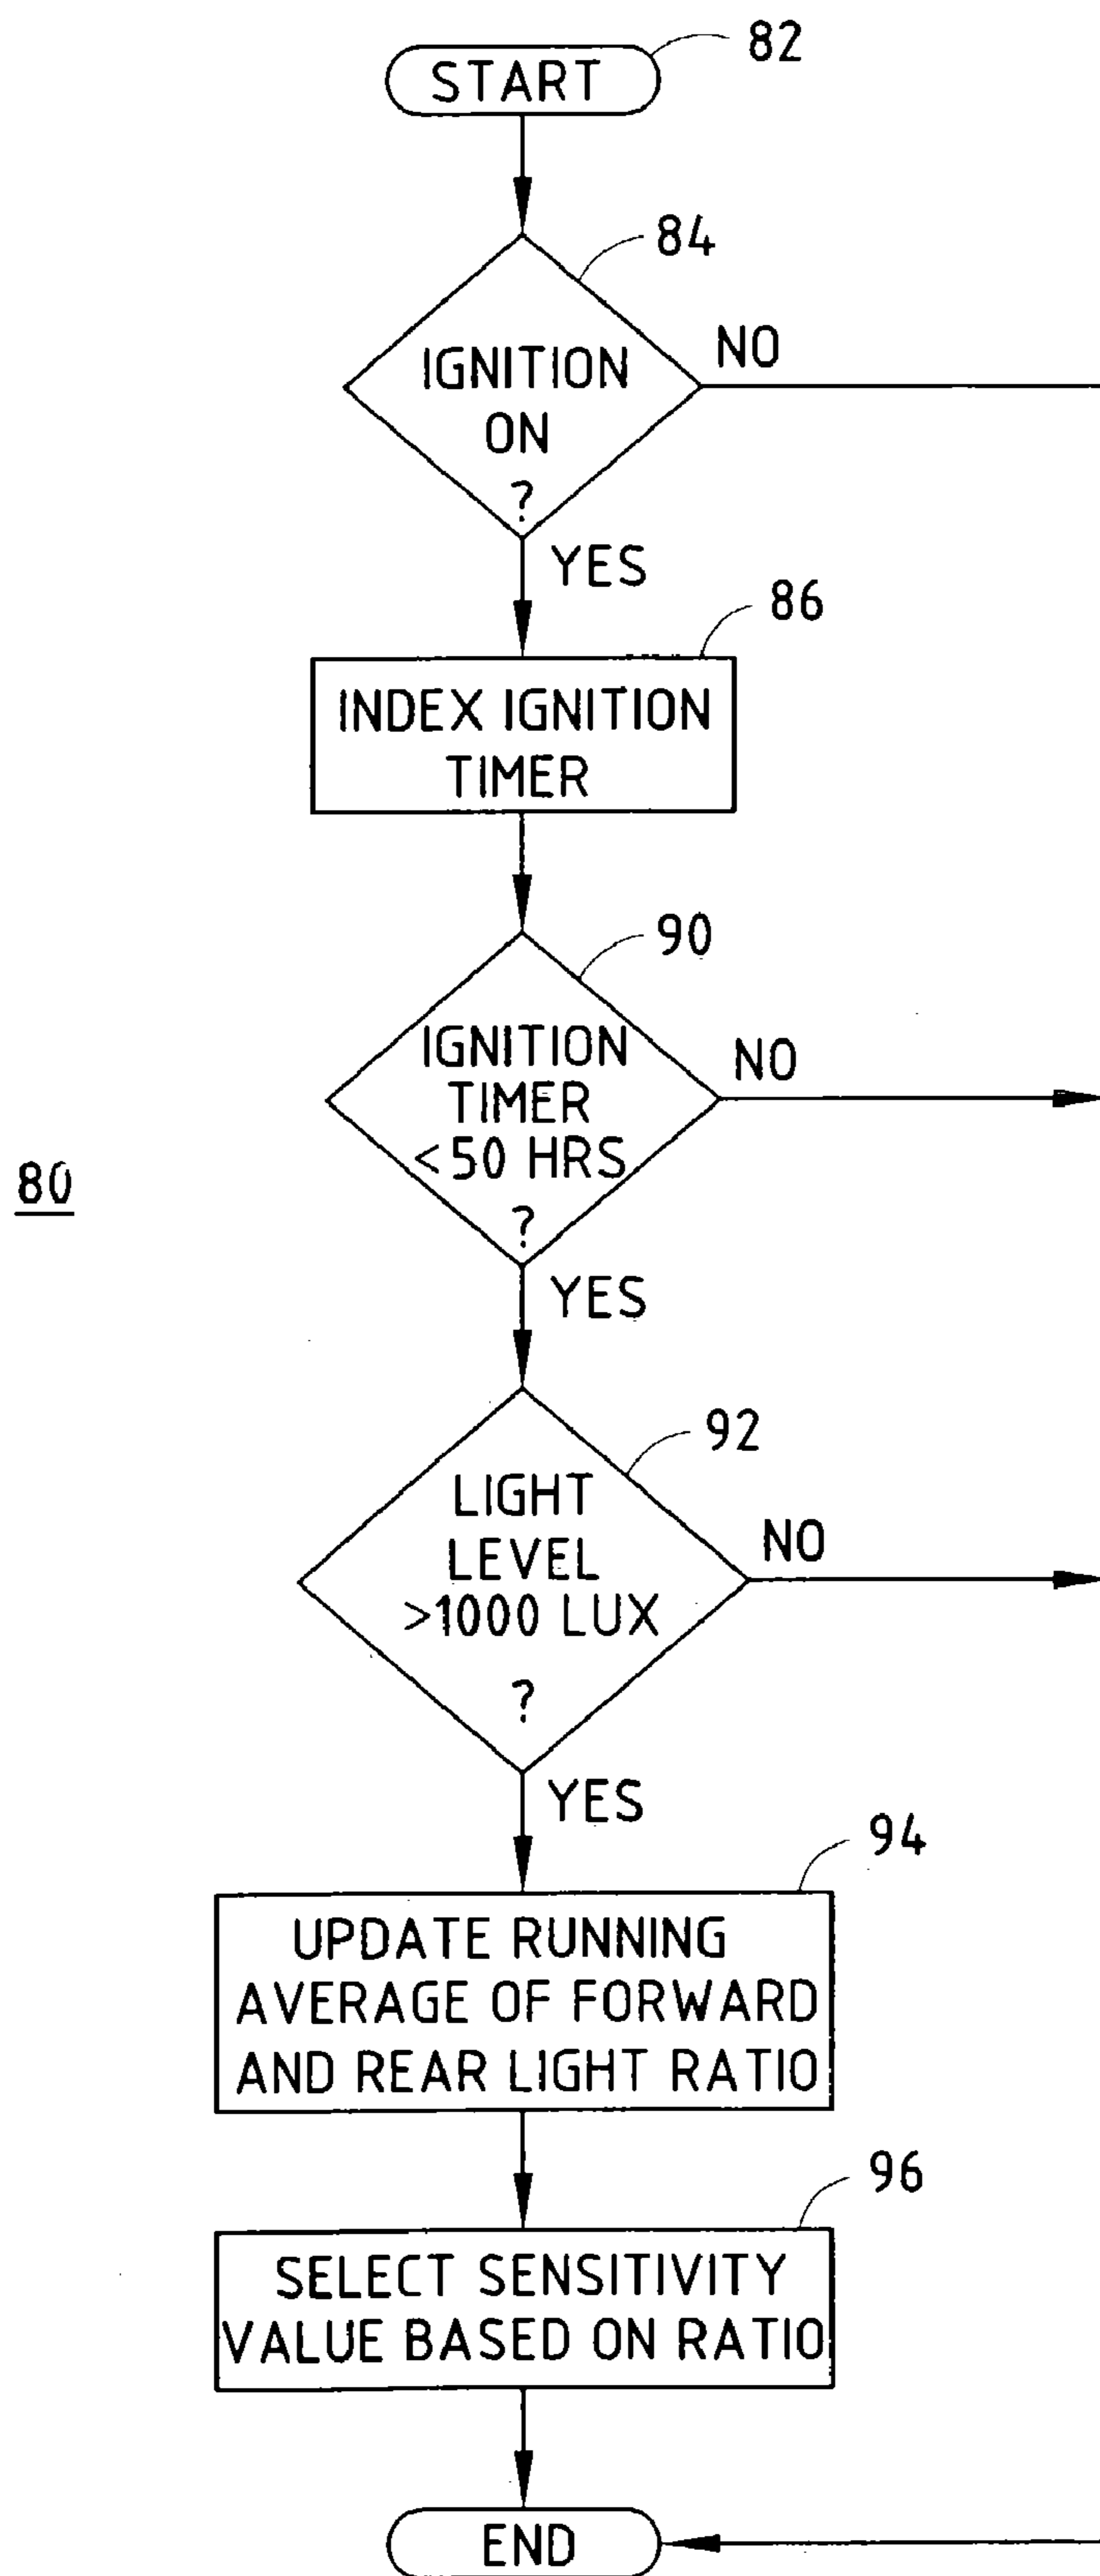 START
82
84
IGNITION
ON
?
NO
YES
86
INDEX IGNITION
TIMER
90
IGNITION
TIMER
<50 HRS
?
NO
80
YES
92
LIGHT
LEVEL
>1000 LUX
?
NO
YES
94
UPDATE RUNNING
AVERAGE OF FORWARD
AND REAR LIGHT RATIO
96
SELECT SENSITIVITY
VALUE BASED ON RATIO
END